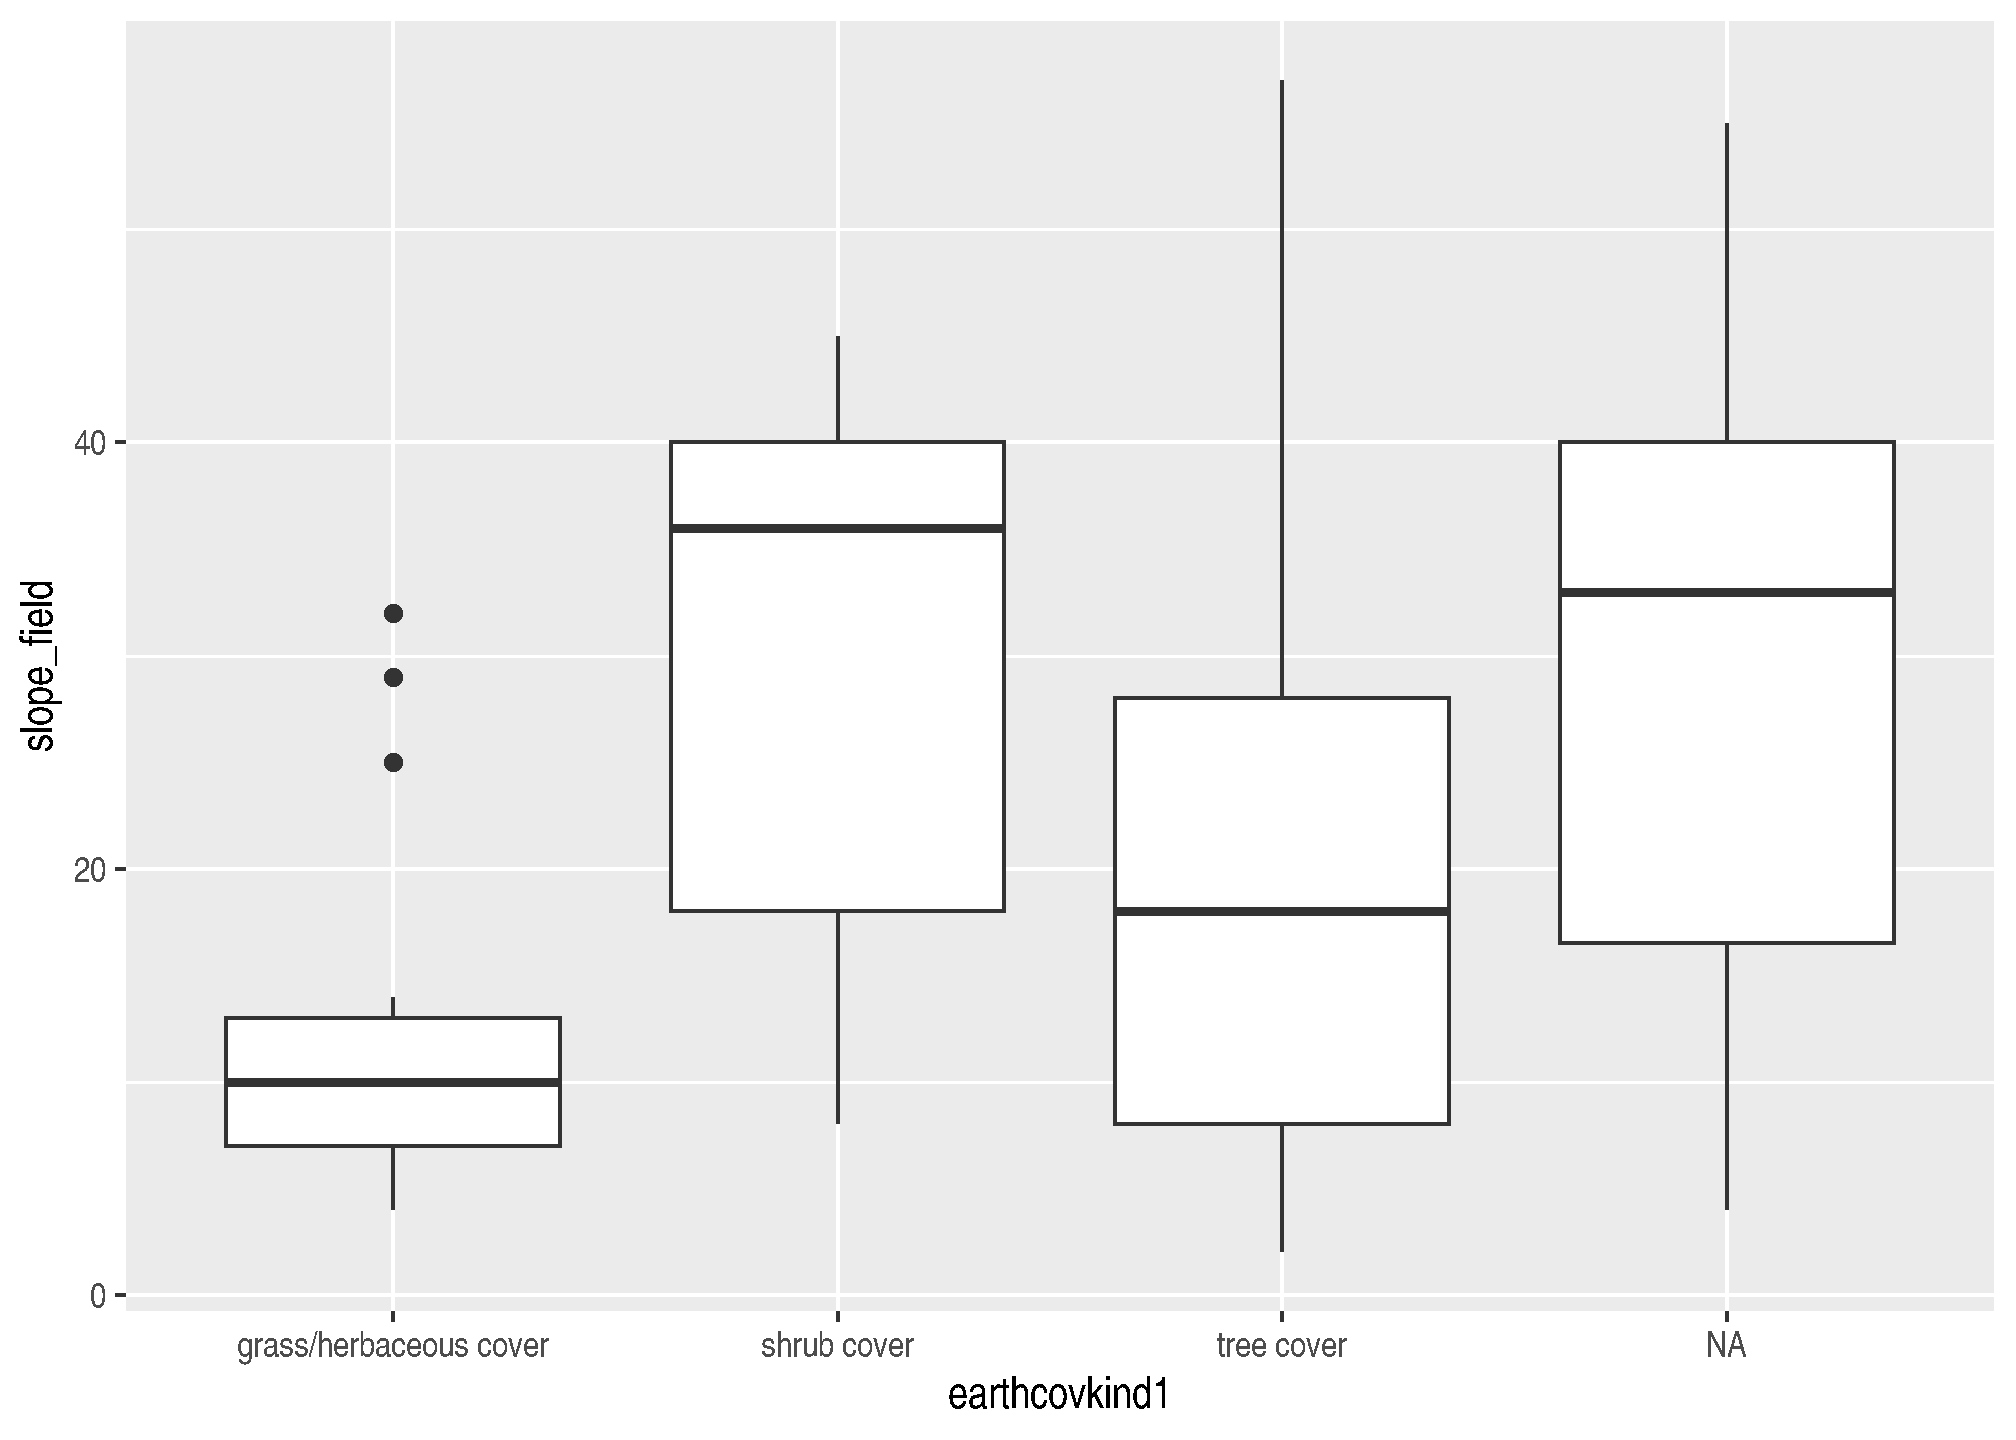 slope_field
40
20
0
grass/herbaceous cover
shrub cover
tree cover
NA
earthcovkind1